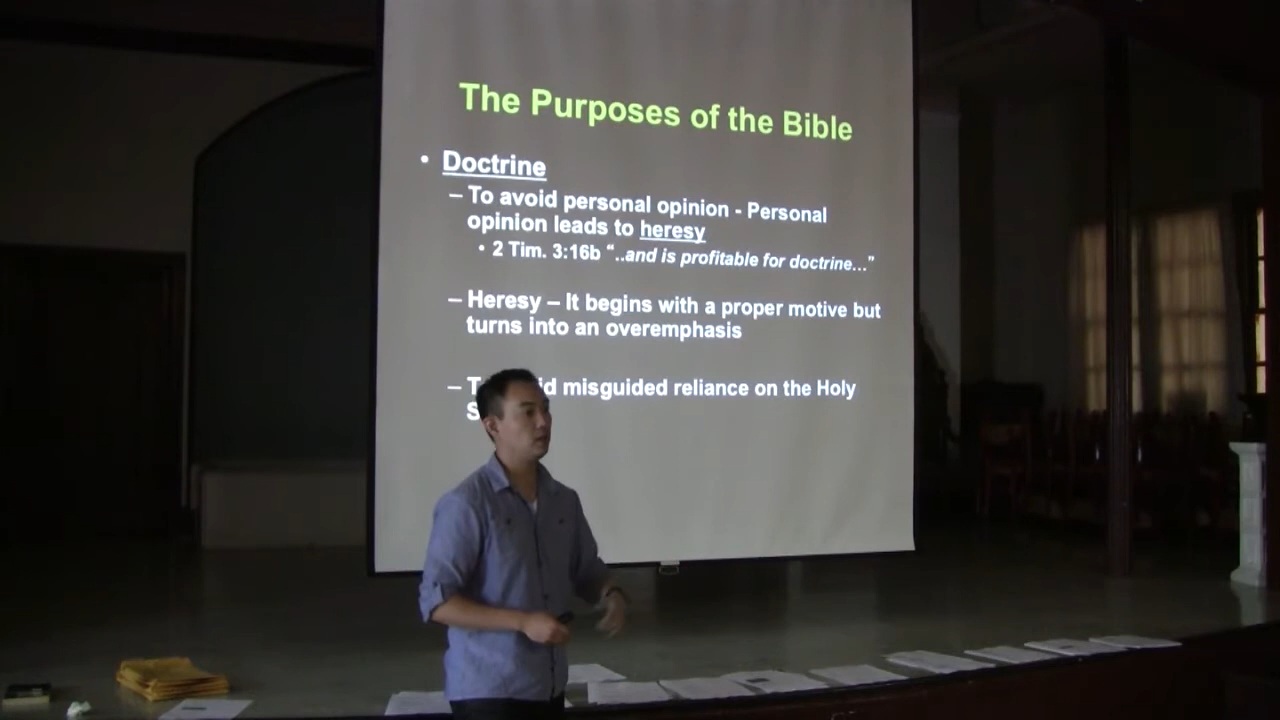 The Purposes of the Bible
• Doctrine
– To avoid personal opinion - Personal
opinion leads to heresy
• 2 Tim. 3:16b “..and is profitable for doctrine…”
– Heresy – It begins with a proper motive but
turns into an overemphasis
– misguided reliance on the Holy